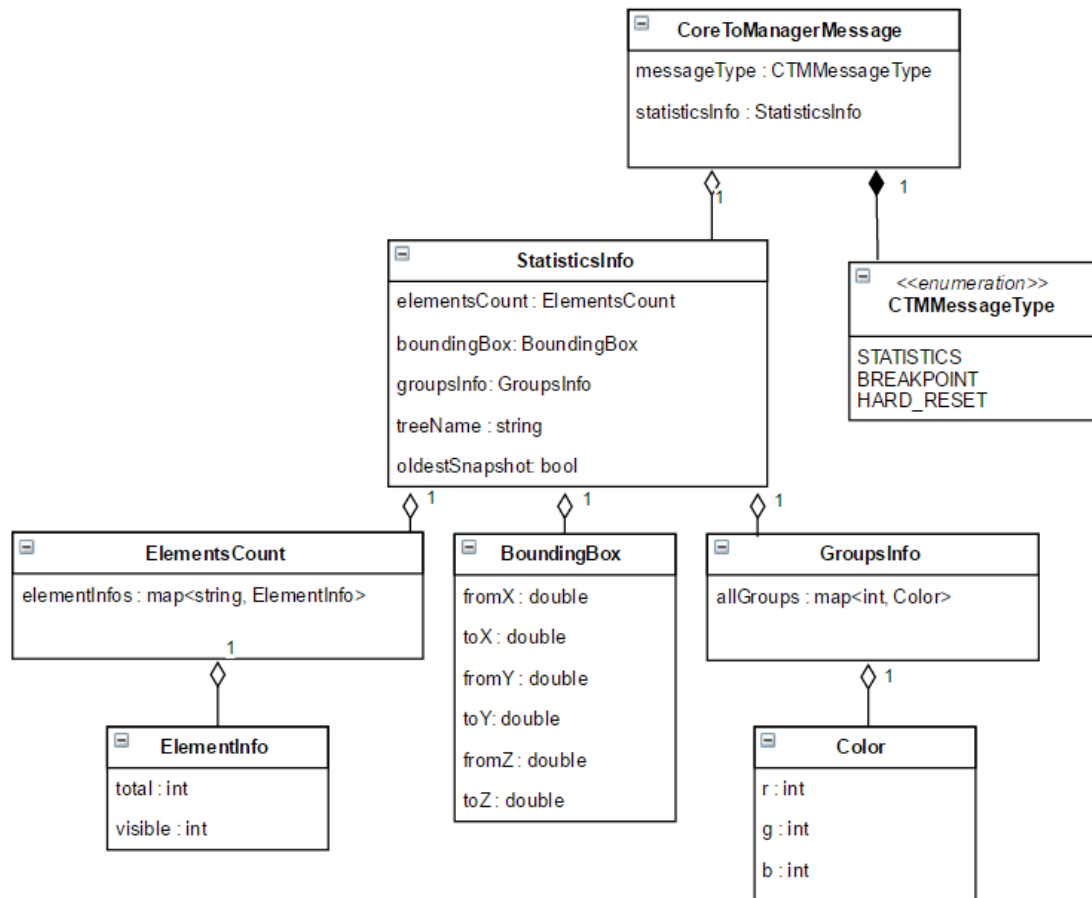 CoreToManagerMessage
messageType : CTMMessageType
statisticsInfo : StatisticsInfo
1
1
StatisticsInfo
elementsCount : ElementsCount
boundingBox: BoundingBox
groupsInfo: GroupsInfo
treeName : string
oldestSnapshot: bool
<<enumeration>>
CTMMessageType
STATISTICS
BREAKPOINT
HARD_RESET
1
1
1
ElementsCount
elementInfos : map<string, ElementInfo>
1
BoundingBox
fromX : double
toX : double
fromY : double
toY: double
fromZ : double
toZ : double
GroupsInfo
allGroups : map<int, Color>
1
ElementInfo
total : int
visible : int
Color
r : int
g : int
b : int